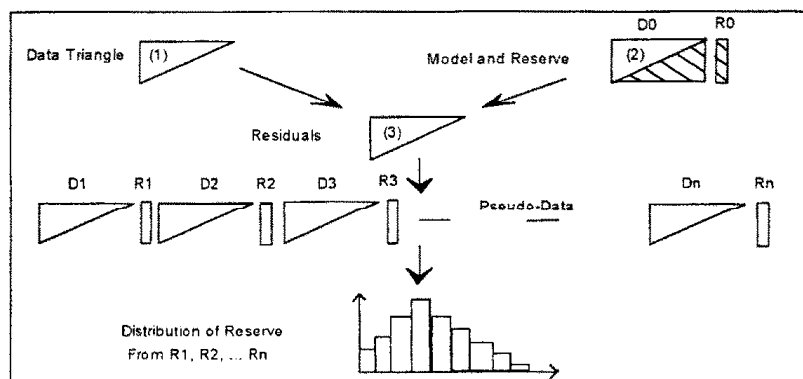 D0 R0
Data Triangle (1)
Model and Reserve (2)
Residuals (3)
D1 R1 D2 R2 D3 R3 Dn Rn
Pseudo-Data
Distribution of Reserve
From R1, R2, ... Rn